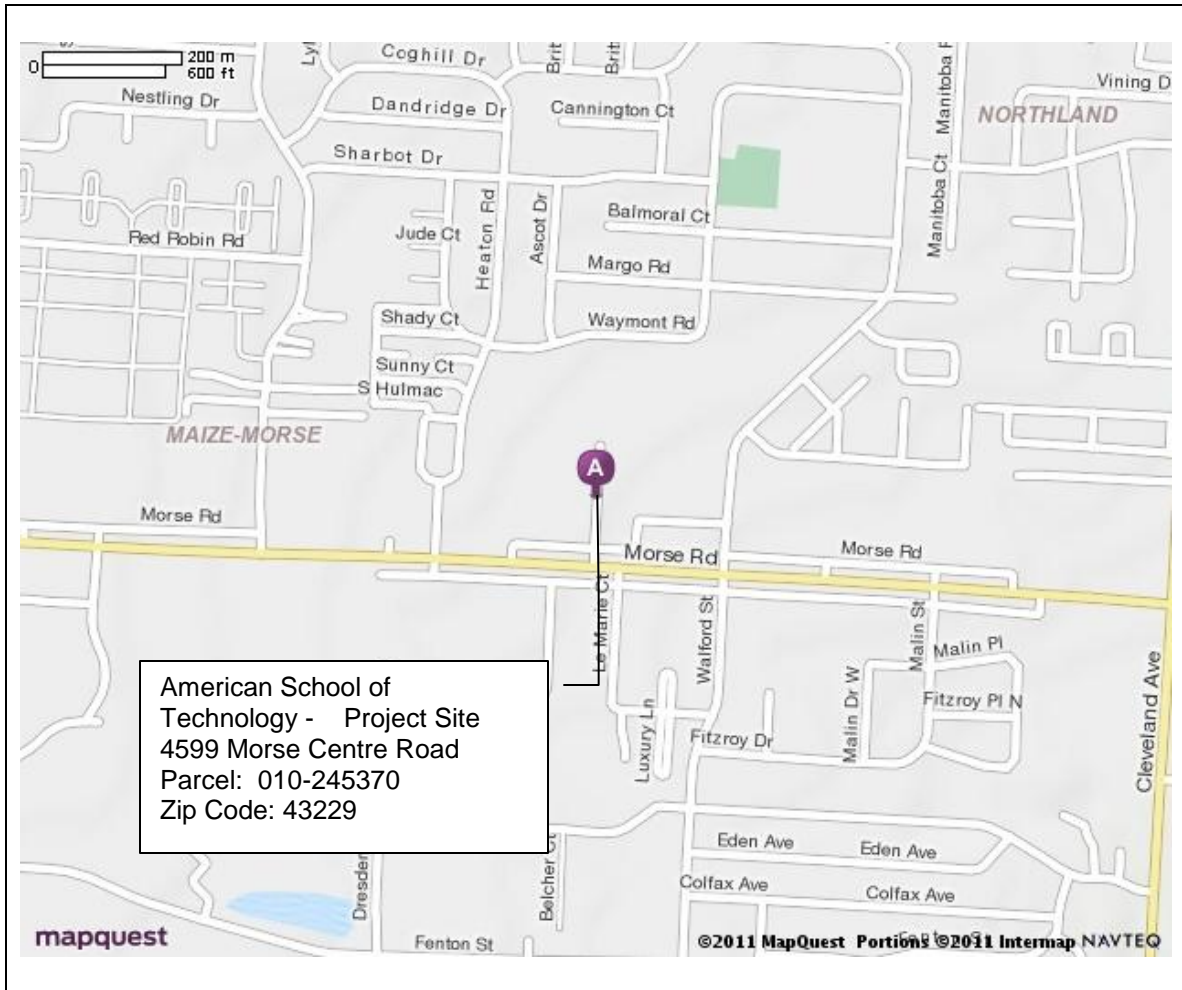 0
200 m
600 ft
Coghill Dr
Nestling Dr
Dandridge Dr
Cannington Ct
Vining D
NORTHLAND
Manitoba
Sharbot Dr
Heaton Rd
Ascot Dr
Balmoral Ct
Manitoba Ct
Jude Ct
Red Robin Rd
Margo Rd
Shady Ct
Waymont Rd
Sunny Ct
S Hulmac
MAIZE-MORSE
A
Morse Rd
Morse Rd
Morse Rd
Le Marie Ct
Walford St
Malin St
Malin Pl
Malin Dr W
Fitzroy Pl N
Luxury Ln
Fitzroy Dr
Cleveland Ave
American School of
Technology - Project Site
4599 Morse Centre Road
Parcel: 010-245370
Zip Code: 43229
Eden Ave
Eden Ave
Colfax Ave
Colfax Ave
Dresden
Belcher Ct
Fenton St
mapquest
©2011 MapQuest Portions ©2011 Intermap NAVTEQ